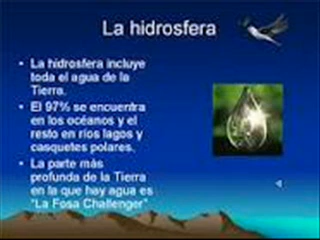 La hidrosfera
• La hidrosfera incluye
toda el agua de la
Tierra.
• El 97% se encuentra
en los océanos y el
resto en ríos lagos y
casquetes polares.
• La parte más
profunda de la Tierra
en la que hay agua es
"La Fosa Challenger"